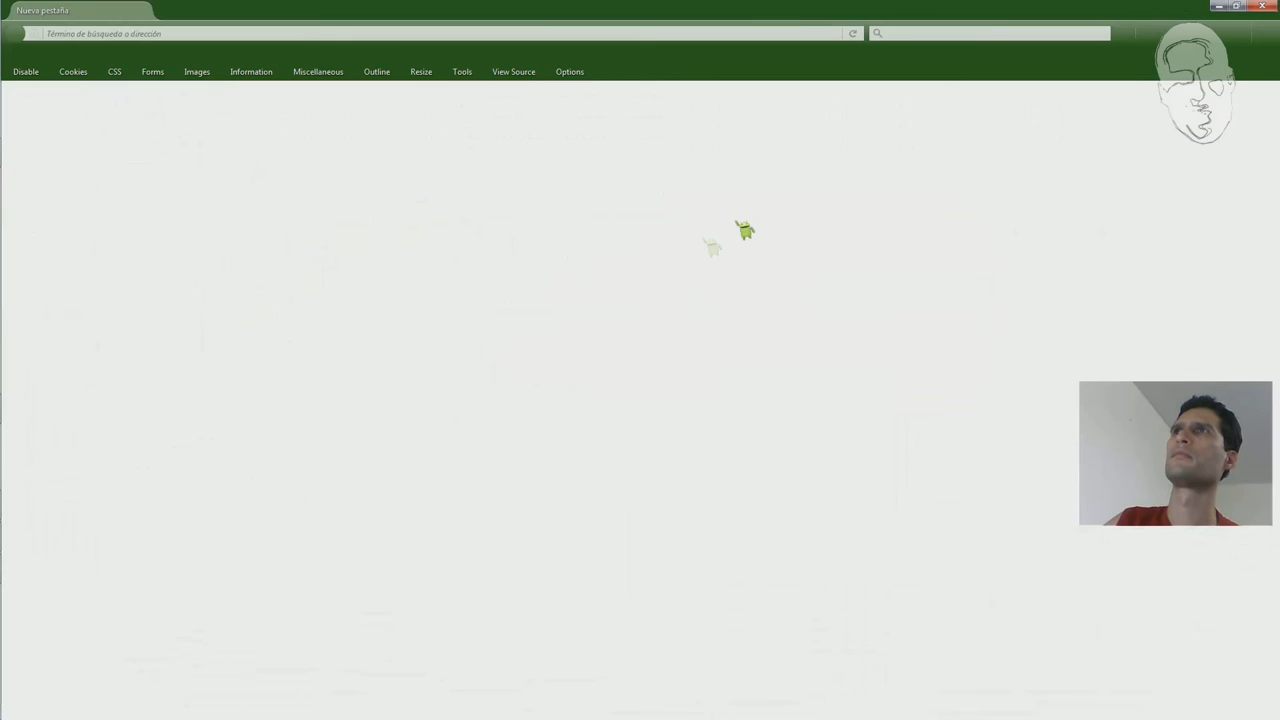 Nueva pestaña
Término de búsqueda o dirección
Disable Cookies CSS Forms Images Information Miscellaneous Outline Resize Tools View Source Options